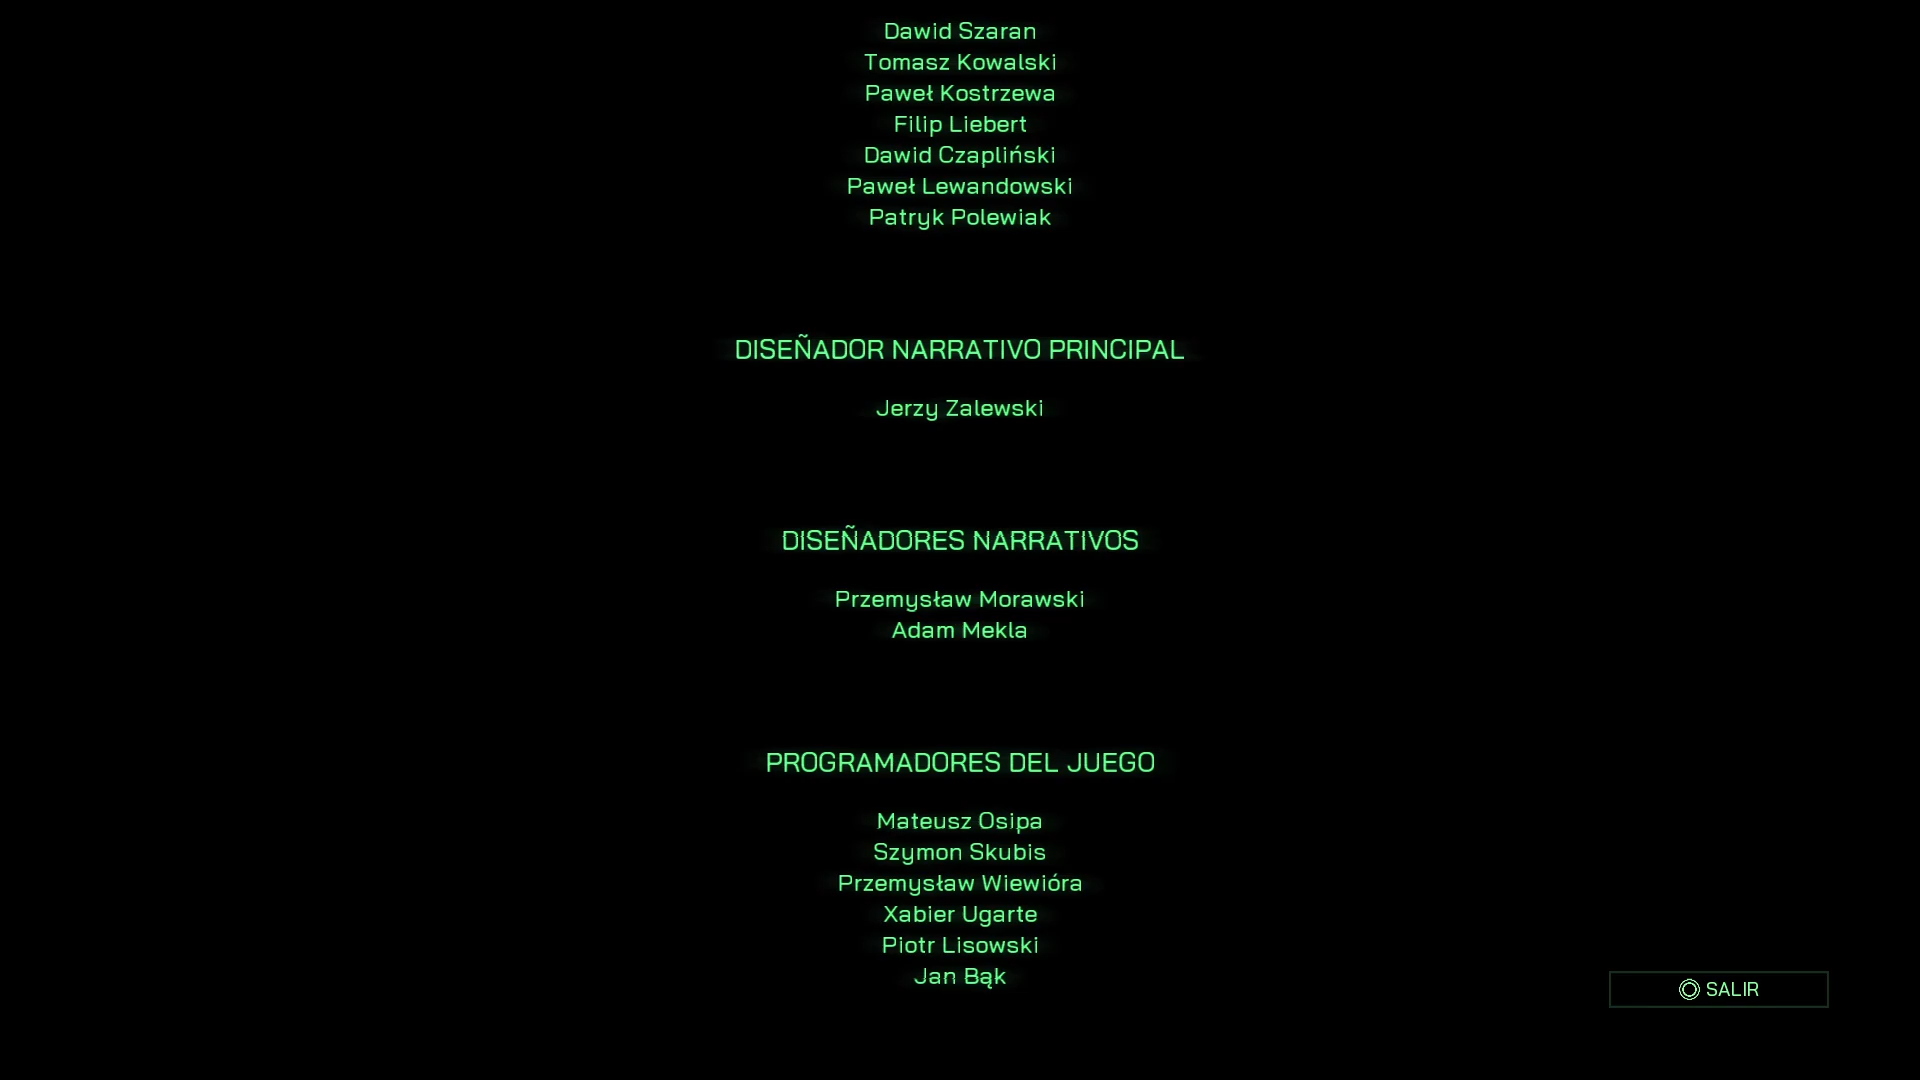 Dawid Szaran
Tomasz Kowalski
Paweł Kostrzewa
Filip Liebert
Dawid Czapliński
Paweł Lewandowski
Patryk Polewiak
DISEÑADOR NARRATIVO PRINCIPAL
Jerzy Zalewski
DISEÑADORES NARRATIVOS
Przemysław Morawski
Adam Mekla
PROGRAMADORES DEL JUEGO
Mateusz Osipa
Szymon Skubis
Przemysław Wiewióra
Xabier Ugarte
Piotr Lisowski
Jan Bąk
SALIR